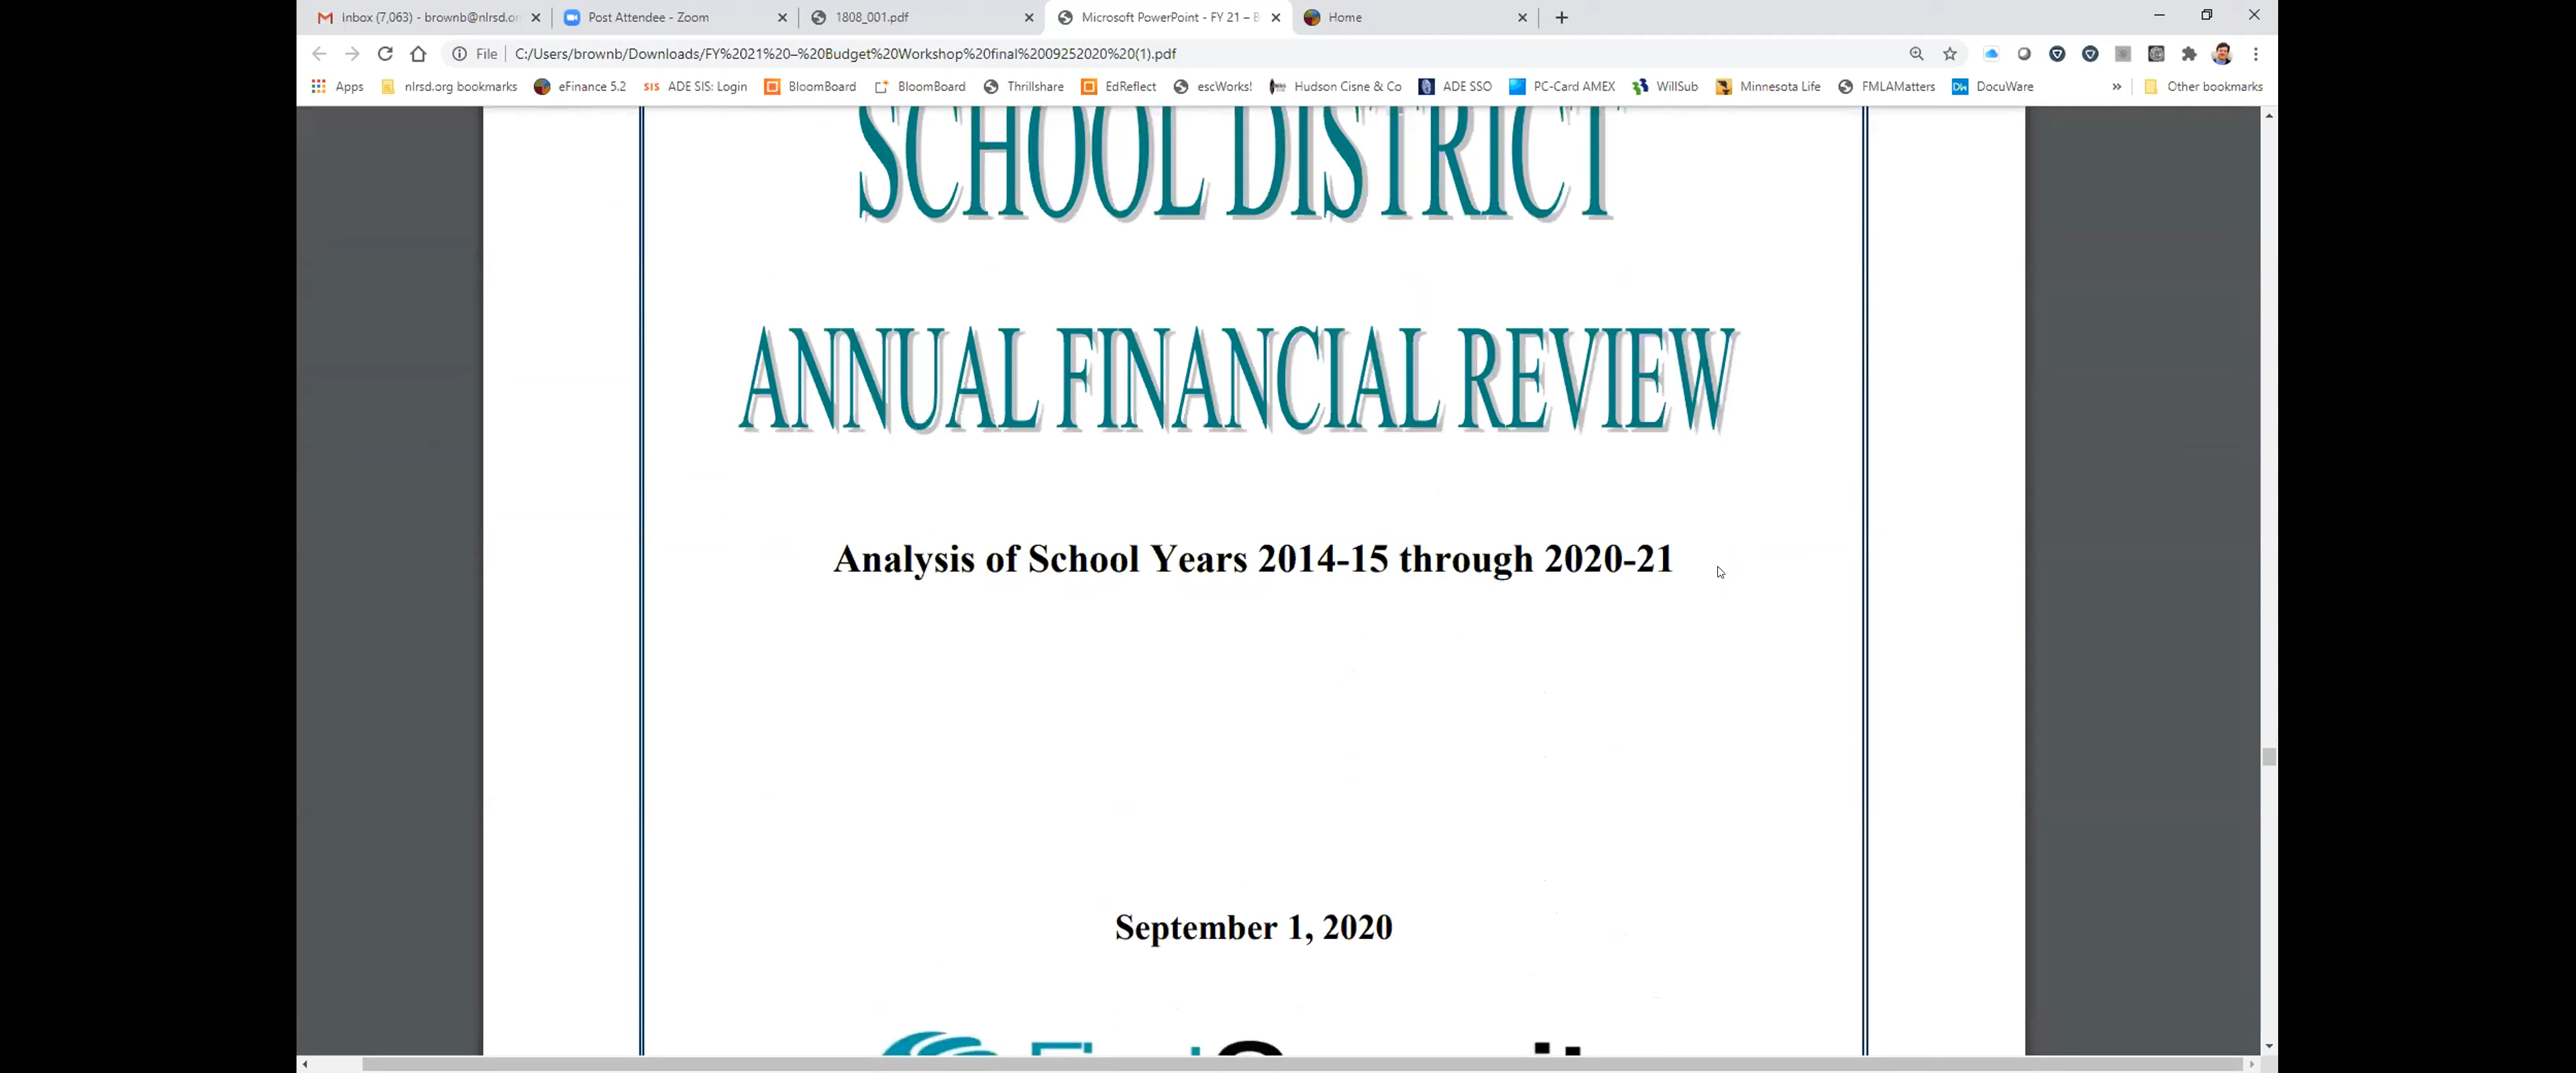 Inbox (7,063) - brownb@nlrsd.or
Post Attendee - Zoom
1808_001.pdf
Microsoft PowerPoint - FY 21 – B
Home
File
C:/Users/brownb/Downloads/FY%2021%20–%20Budget%20Workshop%20final%2009252020%20(1).pdf
Apps
nlrsd.org bookmarks
eFinance 5.2
SIS ADE SIS: Login
BloomBoard
BloomBoard
Thrillshare
EdReflect
escWorks!
Hudson Cisne & Co
ADE SSO
PC-Card AMEX
WillSub
Minnesota Life
FMLAMatters
Dw DocuWare
»
Other bookmarks
SCHOOL DISTRICT
ANNUAL FINANCIAL REVIEW
Analysis of School Years 2014-15 through 2020-21
September 1, 2020